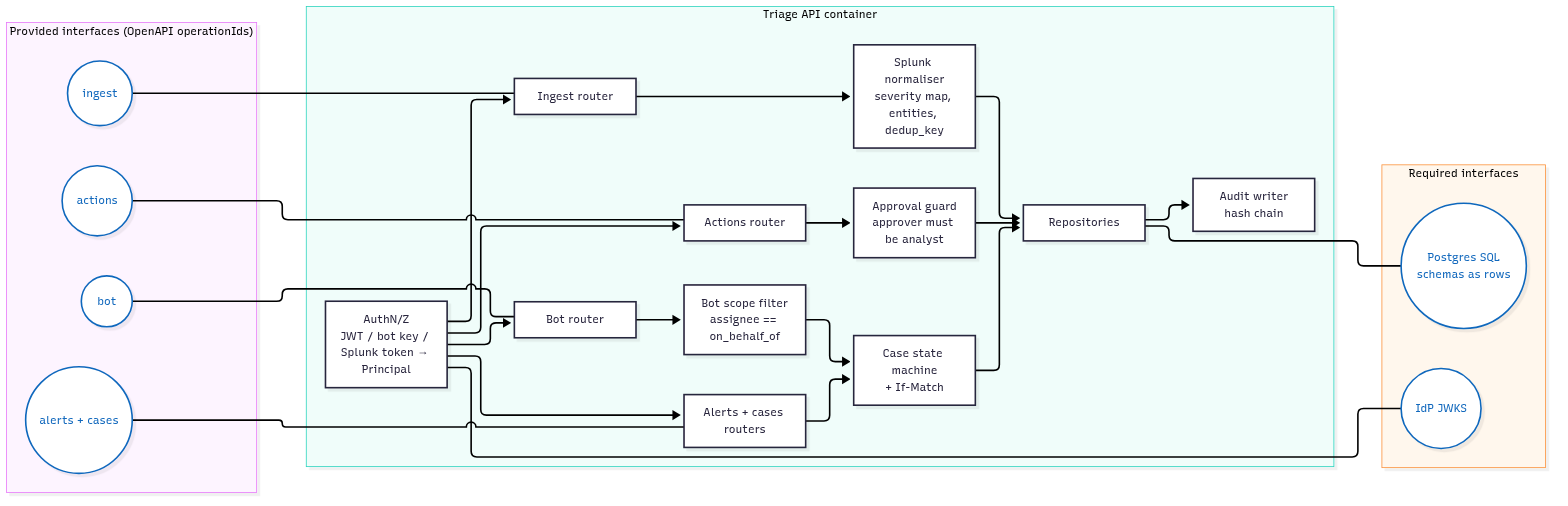 Provided interfaces (OpenAPI operationIds)
ingest
actions
bot
alerts + cases
Triage API container
AuthN/Z
JWT / bot key /
Splunk token →
Principal
Ingest router
Bot router
Actions router
Bot scope filter
assignee ==
on_behalf_of
Alerts + cases
routers
Splunk
normaliser
severity map,
entities,
dedup_key
Approval guard
approver must
be analyst
Case state
machine
+ If-Match
Repositories
Audit writer
hash chain
Required interfaces
Postgres SQL
schemas as rows
IdP JWKS